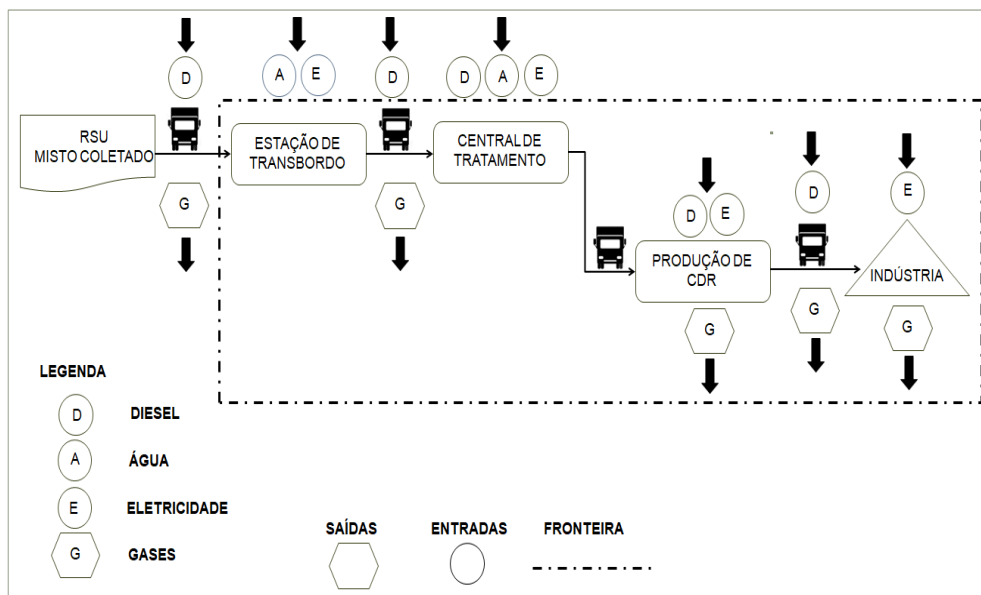 D
A
E
D
D
A
E
RSU
MISTO COLETADO
ESTAÇÃO DE
TRANSBORDO
CENTRAL DE
TRATAMENTO
G
G
D
E
D
E
PRODUÇÃO DE
CDR
INDÚSTRIA
G
G
G
LEGENDA
D
DIESEL
A
ÁGUA
E
ELETRICIDADE
G
GASES
SAÍDAS
ENTRADAS
FRONTEIRA